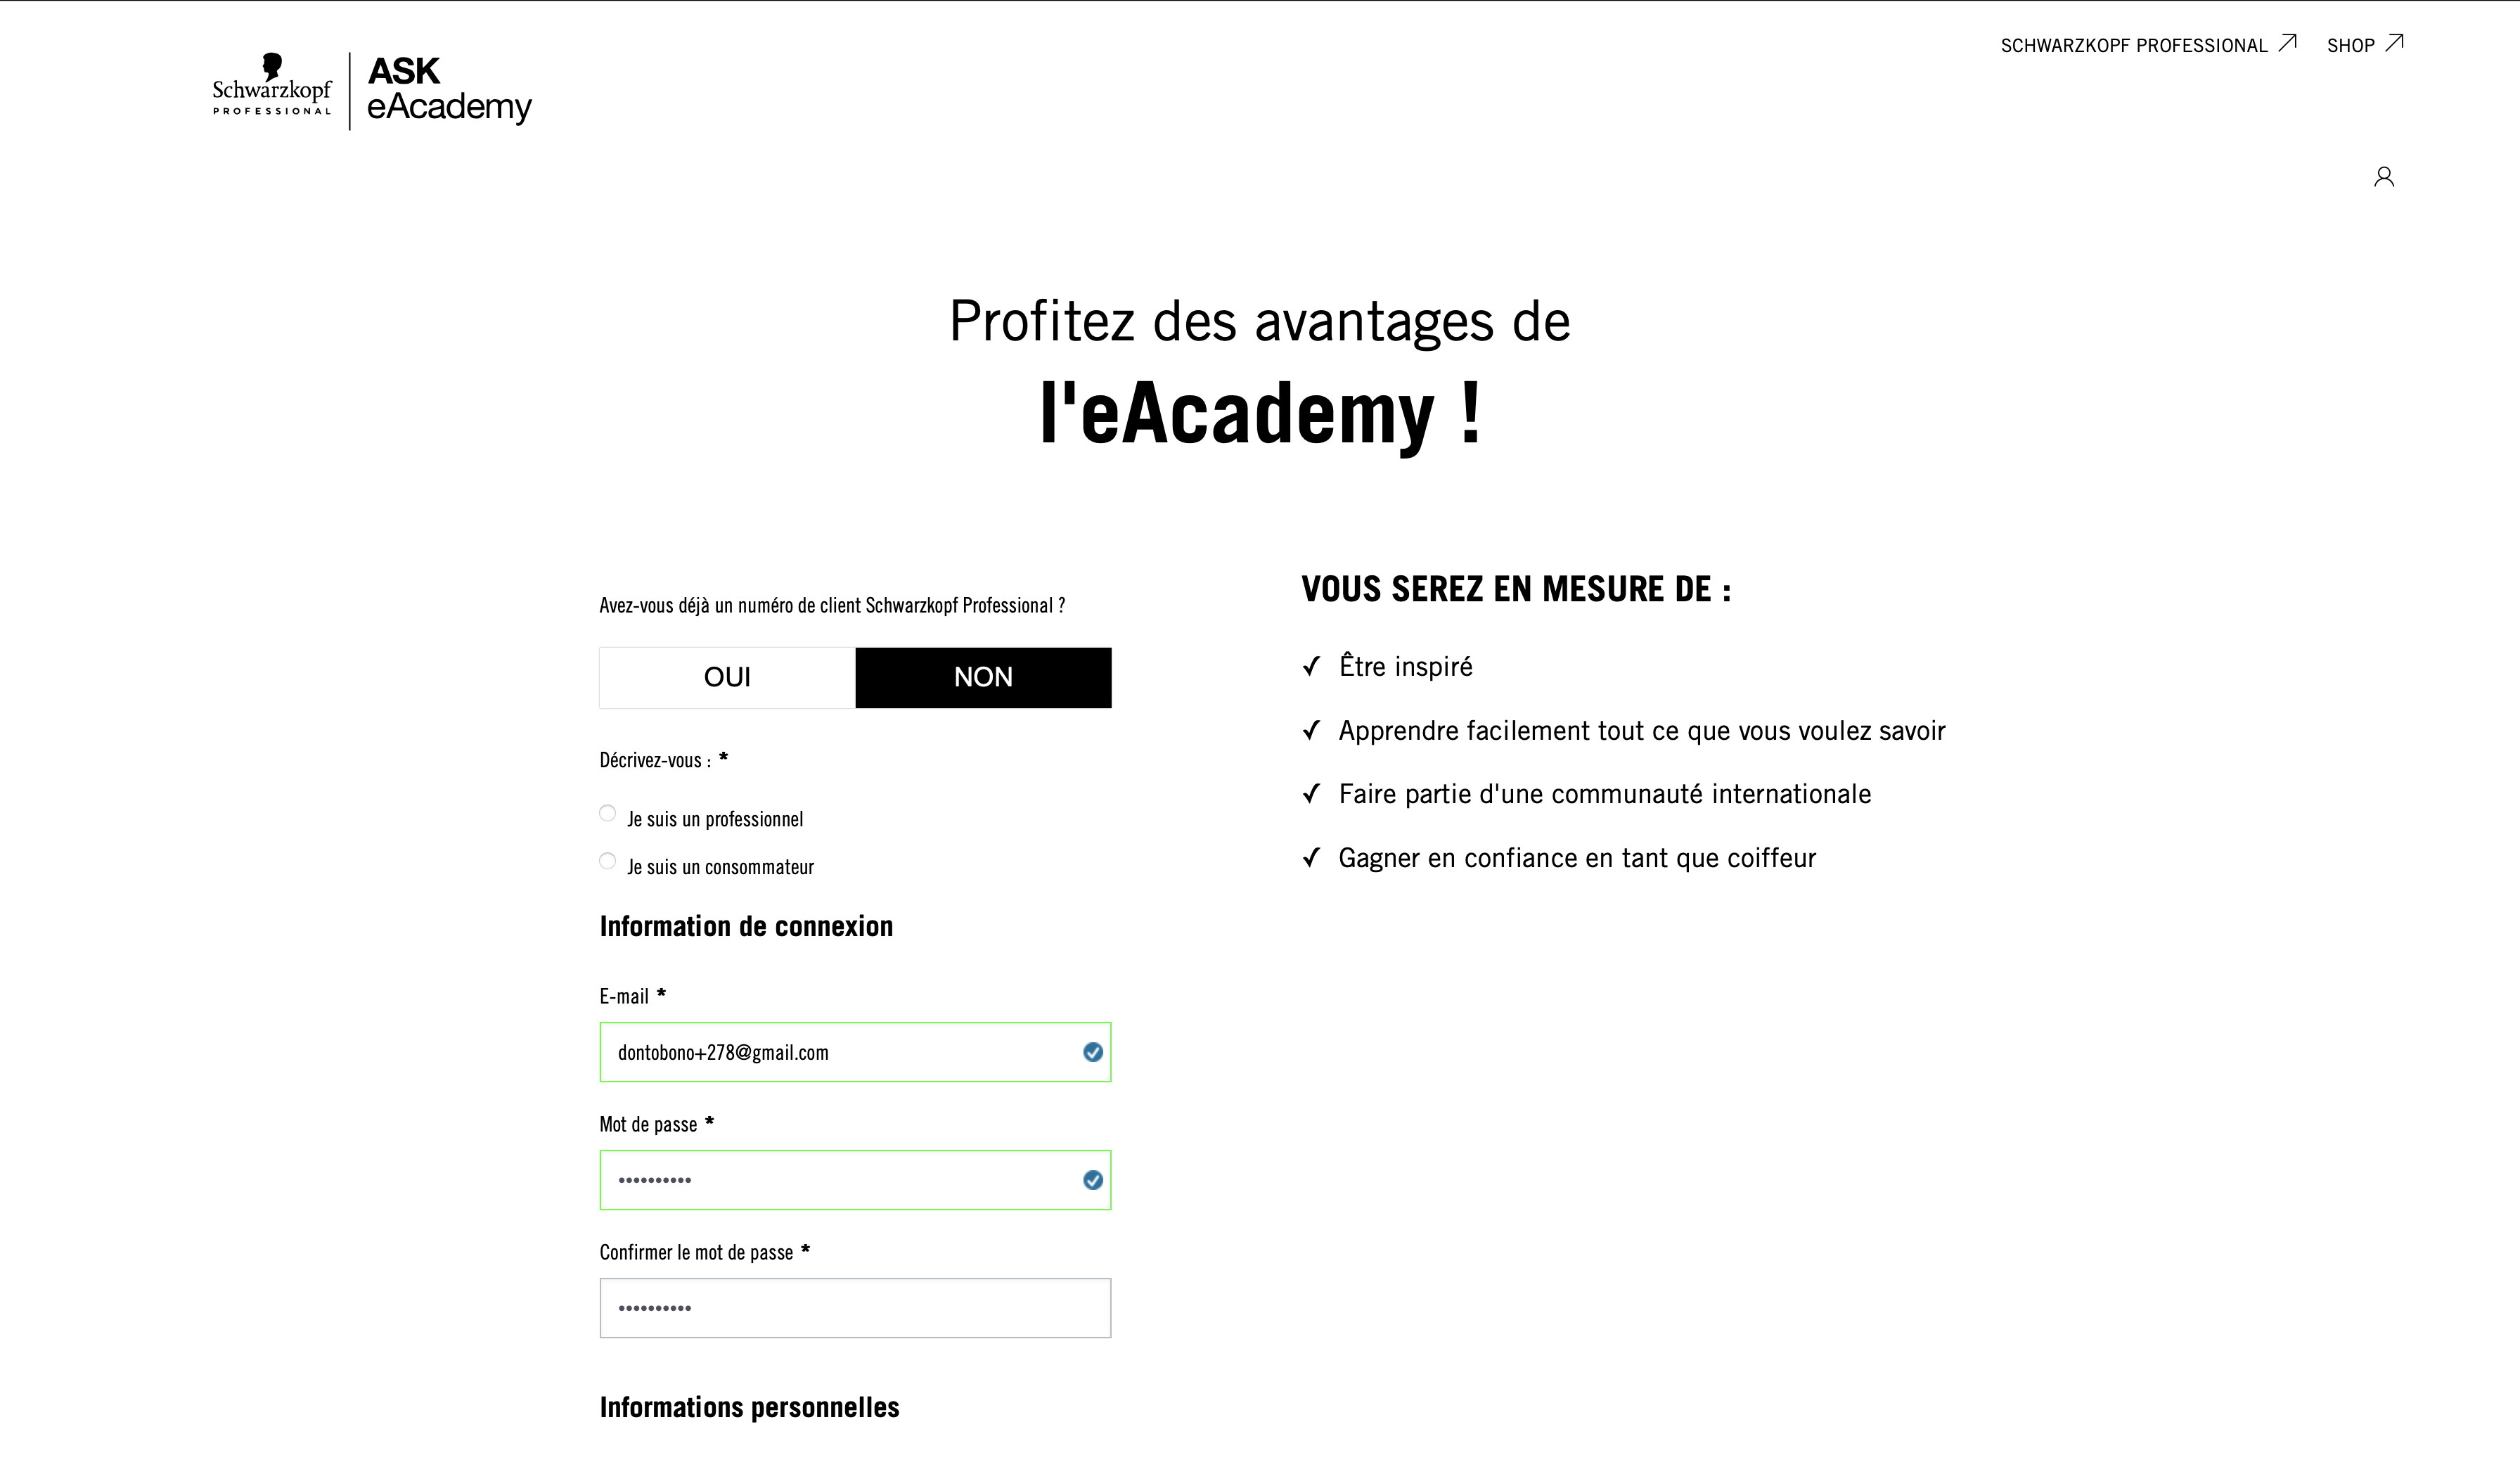 SCHWARZKOPF PROFESSIONAL SHOP
Schwarzkopf
PROFESSIONAL
ASK
eAcademy
Profitez des avantages de
l'eAcademy !
Avez-vous déjà un numéro de client Schwarzkopf Professional ?
OUI NON
Décrivez-vous : *
Je suis un professionnel
Je suis un consommateur
Information de connexion
E-mail *
dontobono+278@gmail.com
Mot de passe *
••••••••••
Confirmer le mot de passe *
••••••••••
Informations personnelles
VOUS SEREZ EN MESURE DE :
✓ Être inspiré
✓ Apprendre facilement tout ce que vous voulez savoir
✓ Faire partie d'une communauté internationale
✓ Gagner en confiance en tant que coiffeur